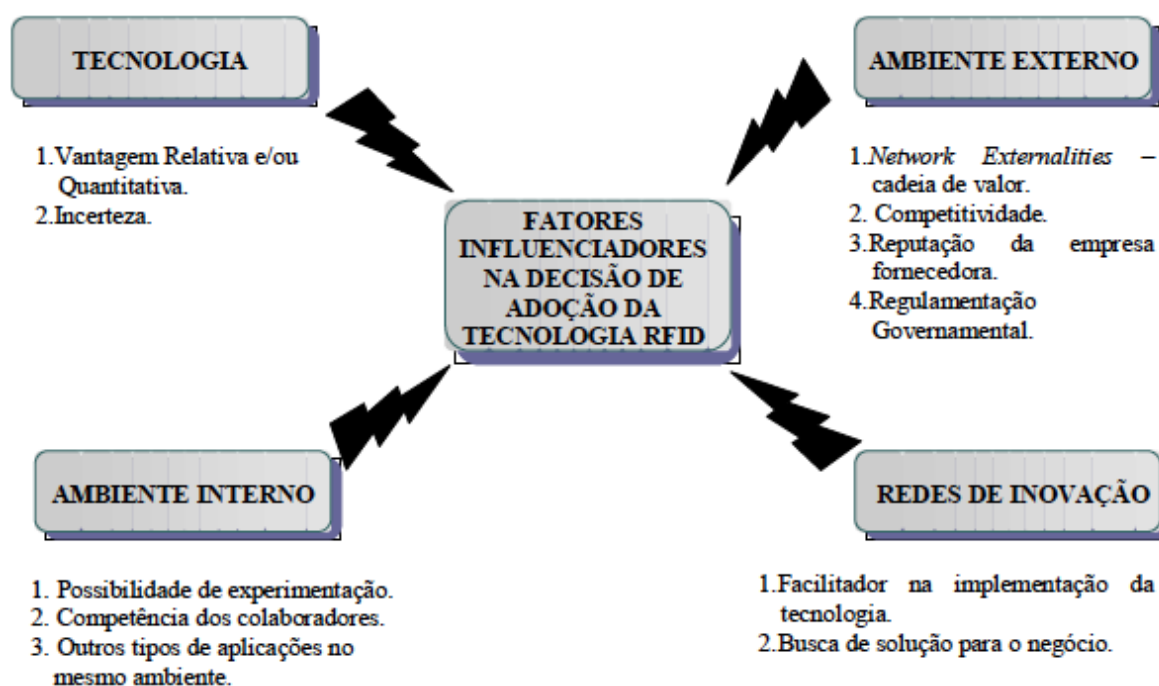 TECNOLOGIA
1.Vantagem Relativa e/ou
Quantitativa.
2.Incerteza.
AMBIENTE EXTERNO
1.Network Externalities –
cadeia de valor.
2. Competitividade.
3.Reputação da empresa
fornecedora.
4.Regulamentação
Governamental.
FATORES
INFLUENCIADORES
NA DECISÃO DE
ADOÇÃO DA
TECNOLOGIA RFID
AMBIENTE INTERNO
1. Possibilidade de experimentação.
2. Competência dos colaboradores.
3. Outros tipos de aplicações no
mesmo ambiente.
REDES DE INOVAÇÃO
1.Facilitador na implementação da
tecnologia.
2.Busca de solução para o negócio.